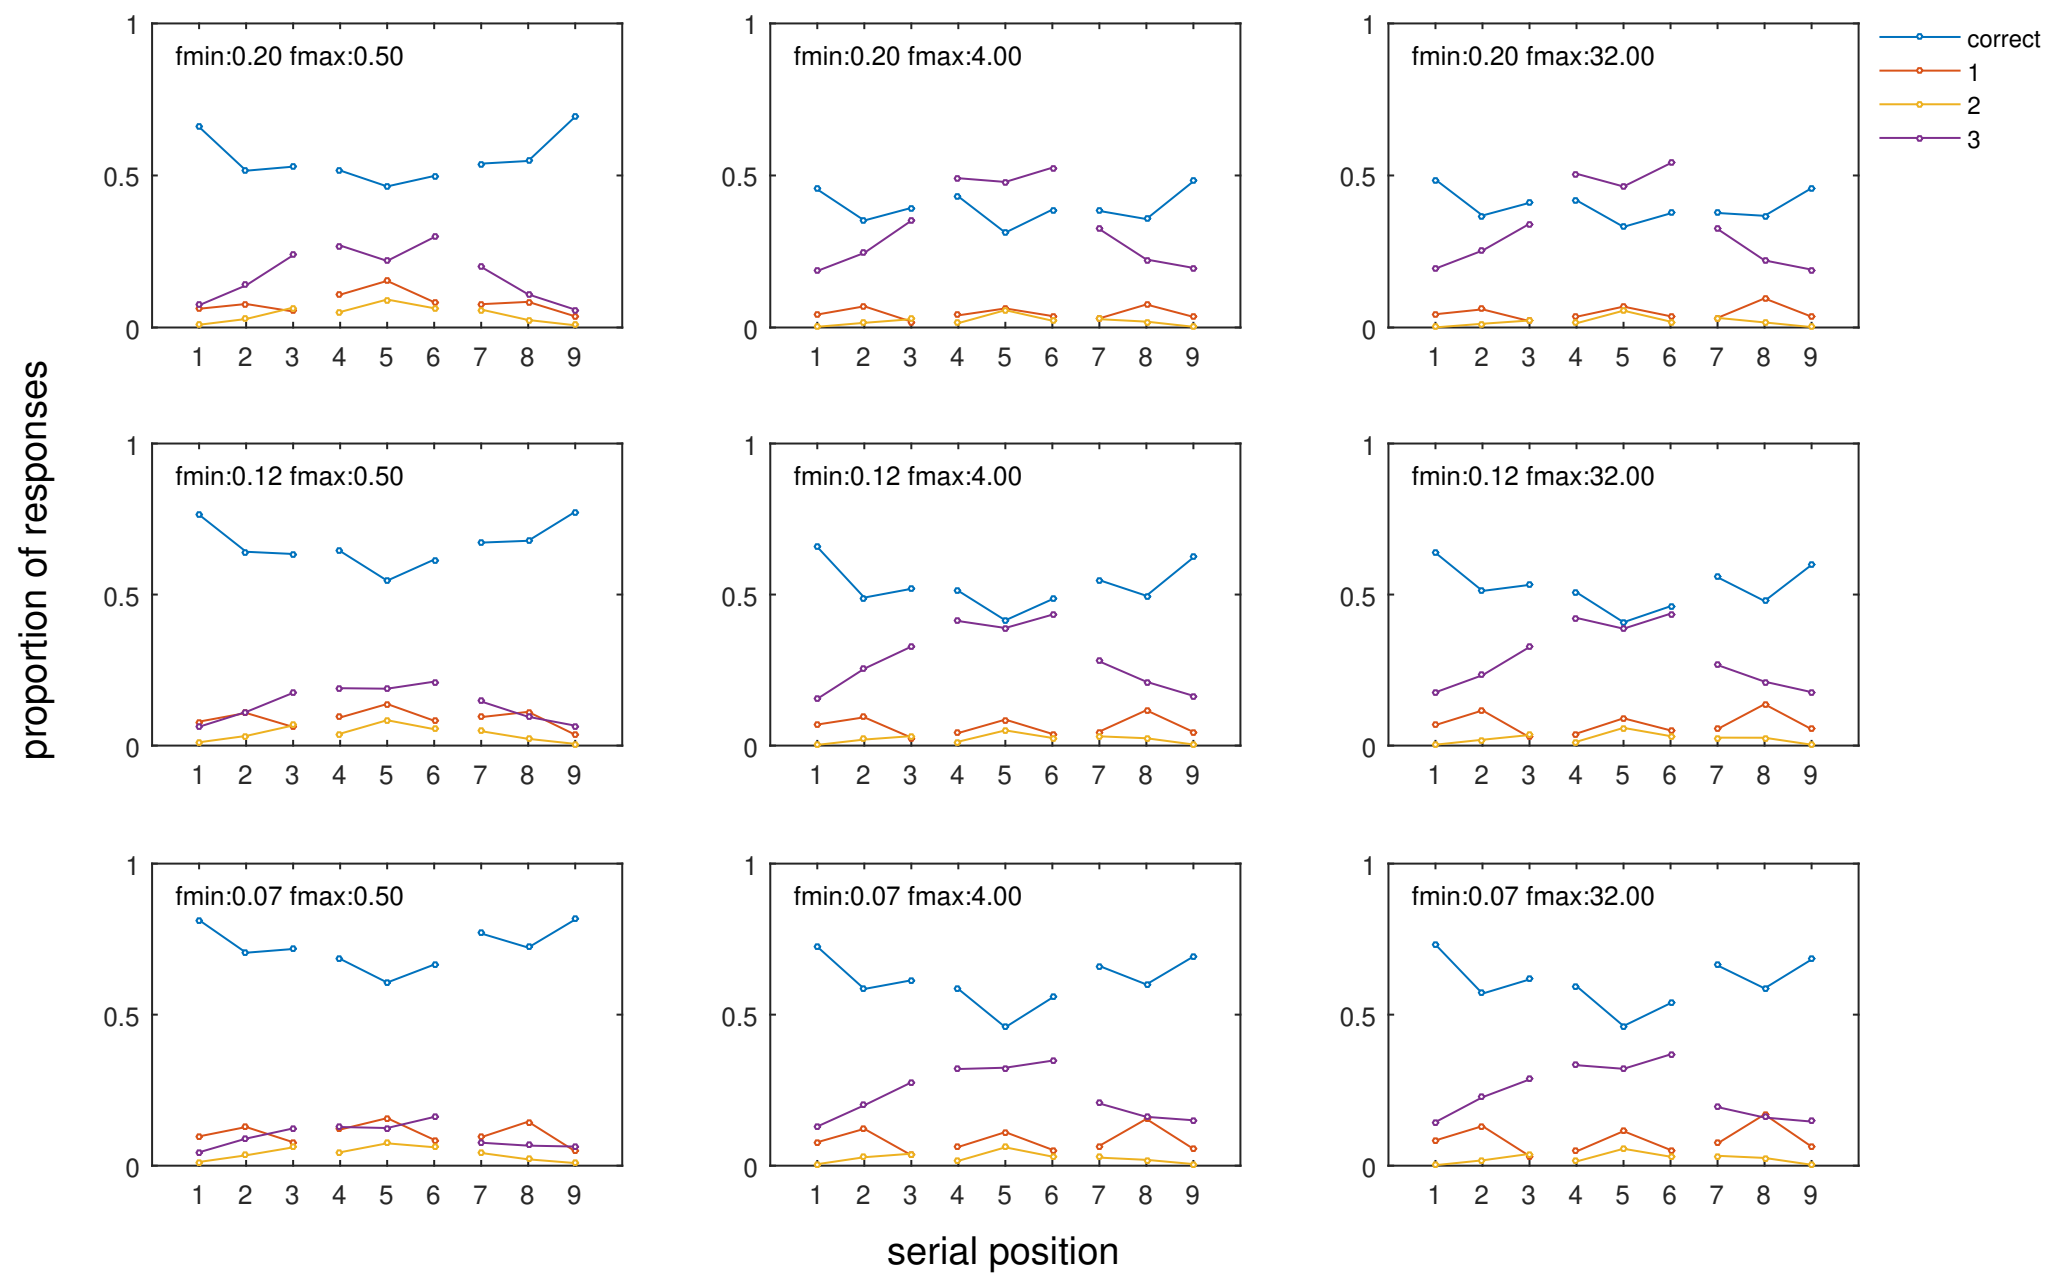 fmin:0.20 fmax:0.50
1
0.5
0
1 2 3 4 5 6 7 8 9
fmin:0.20 fmax:4.00
1
0.5
0
1 2 3 4 5 6 7 8 9
fmin:0.20 fmax:32.00
1
0.5
0
1 2 3 4 5 6 7 8 9
correct
1
2
3
fmin:0.12 fmax:0.50
1
0.5
0
1 2 3 4 5 6 7 8 9
fmin:0.12 fmax:4.00
1
0.5
0
1 2 3 4 5 6 7 8 9
fmin:0.12 fmax:32.00
1
0.5
0
1 2 3 4 5 6 7 8 9
fmin:0.07 fmax:0.50
1
0.5
0
1 2 3 4 5 6 7 8 9
fmin:0.07 fmax:4.00
1
0.5
0
1 2 3 4 5 6 7 8 9
fmin:0.07 fmax:32.00
1
0.5
0
1 2 3 4 5 6 7 8 9
proportion of responses
serial position